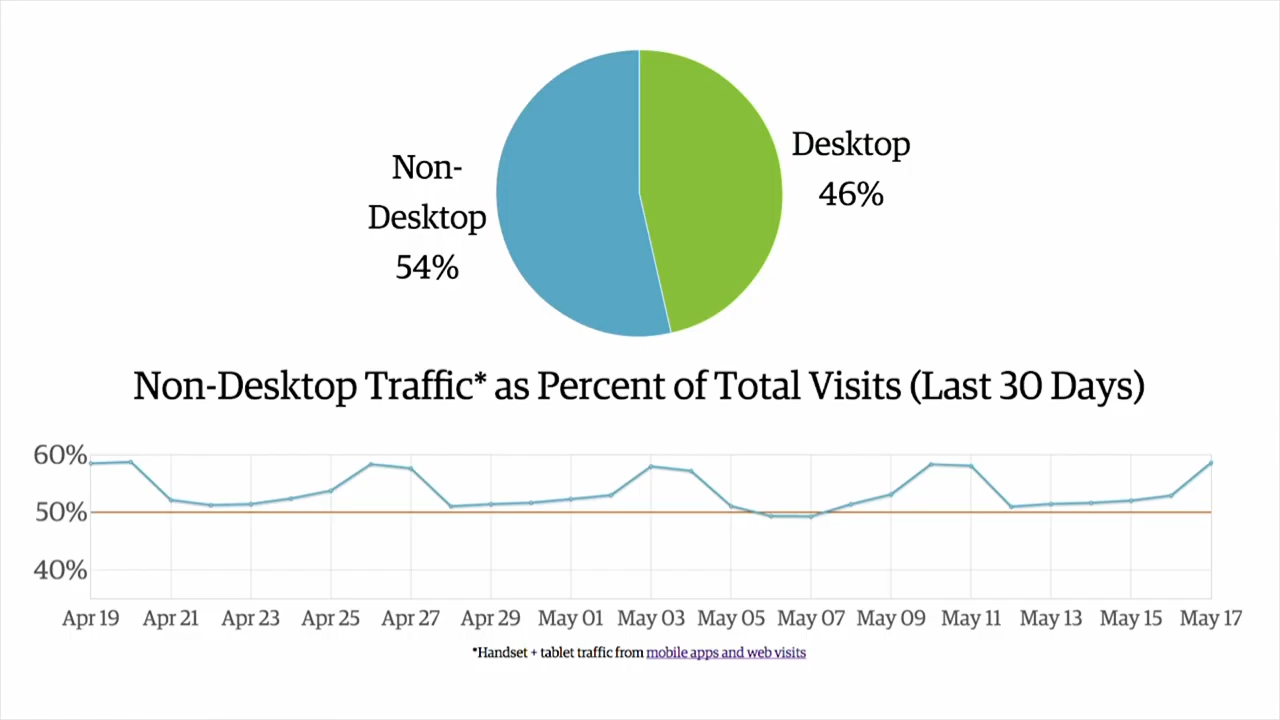 Non-
Desktop
54%
Desktop
46%
Non-Desktop Traffic* as Percent of Total Visits (Last 30 Days)
60%
50%
40%
Apr 19 Apr 21 Apr 23 Apr 25 Apr 27 Apr 29 May 01 May 03 May 05 May 07 May 09 May 11 May 13 May 15 May 17
*Handset + tablet traffic from mobile apps and web visits